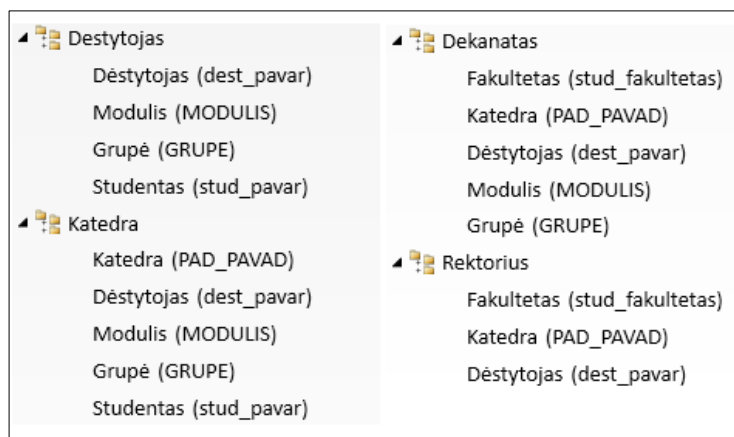 Destytojas
Dėstytojas (dest_pavar)
Modulis (MODULIS)
Grupė (GRUPE)
Studentas (stud_pavar)
Katedra
Katedra (PAD_PAVAD)
Dėstytojas (dest_pavar)
Modulis (MODULIS)
Grupė (GRUPE)
Studentas (stud_pavar)
Dekanatas
Fakultetas (stud_fakultetas)
Katedra (PAD_PAVAD)
Dėstytojas (dest_pavar)
Modulis (MODULIS)
Grupė (GRUPE)
Rektorius
Fakultetas (stud_fakultetas)
Katedra (PAD_PAVAD)
Dėstytojas (dest_pavar)